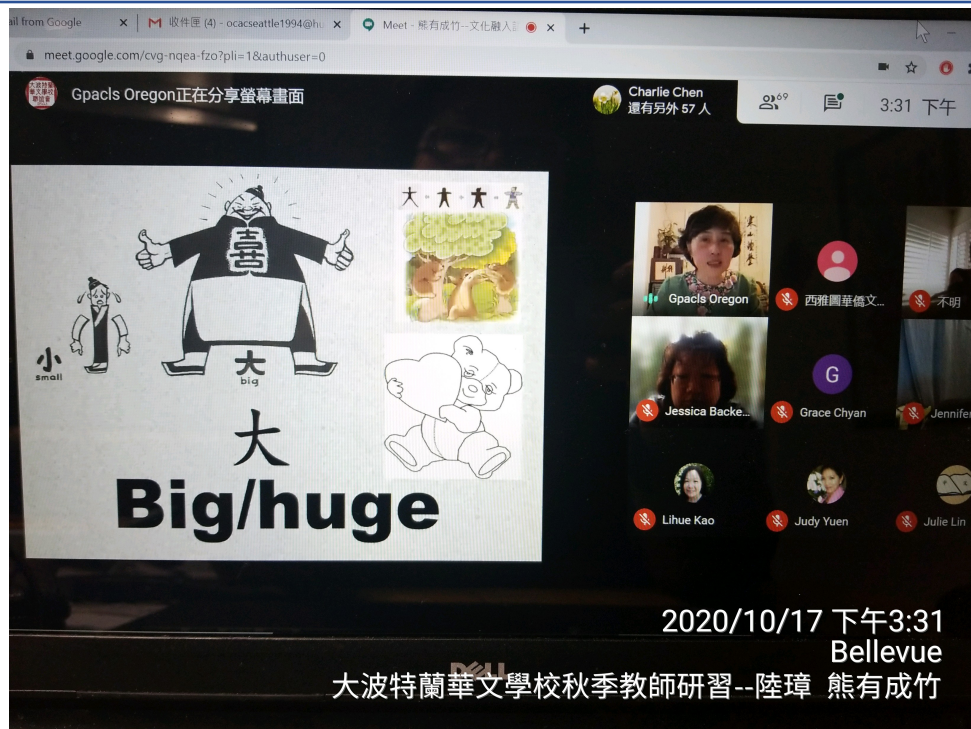 ail from Google
收件匣 (4) - ocacseattle1994@h
Meet - 熊有成竹--文化融入
meet.google.com/cvg-nqea-fzo?pli=1&authuser=0
Gpacls Oregon正在分享螢幕畫面
Charlie Chen
還有另外 57 人
69
3:31 下午
大
喜
小
small
大
big
大
Big/huge
Gpacls Oregon
西雅圖華僑文...
不明
Jessica Backe...
G
Grace Chyan
Jennife
Lihue Kao
Judy Yuen
Julie Lin
2020/10/17 下午3:31
Bellevue
DELL
大波特蘭華文學校秋季教師研習--陸璋 熊有成竹